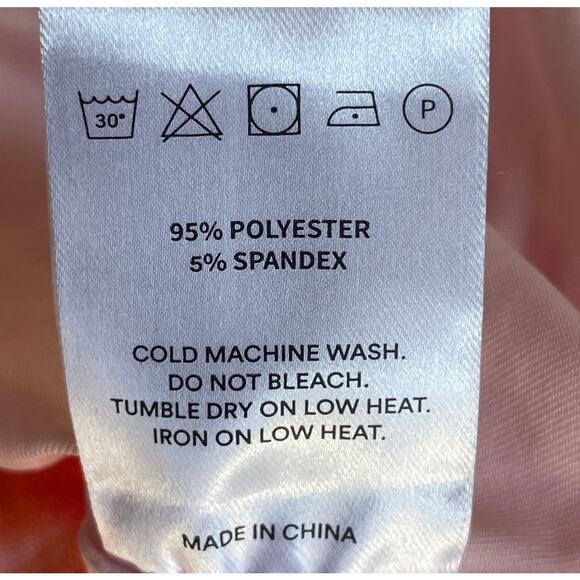 30° P
95% POLYESTER
5% SPANDEX
COLD MACHINE WASH.
DO NOT BLEACH.
TUMBLE DRY ON LOW HEAT.
IRON ON LOW HEAT.
MADE IN CHINA